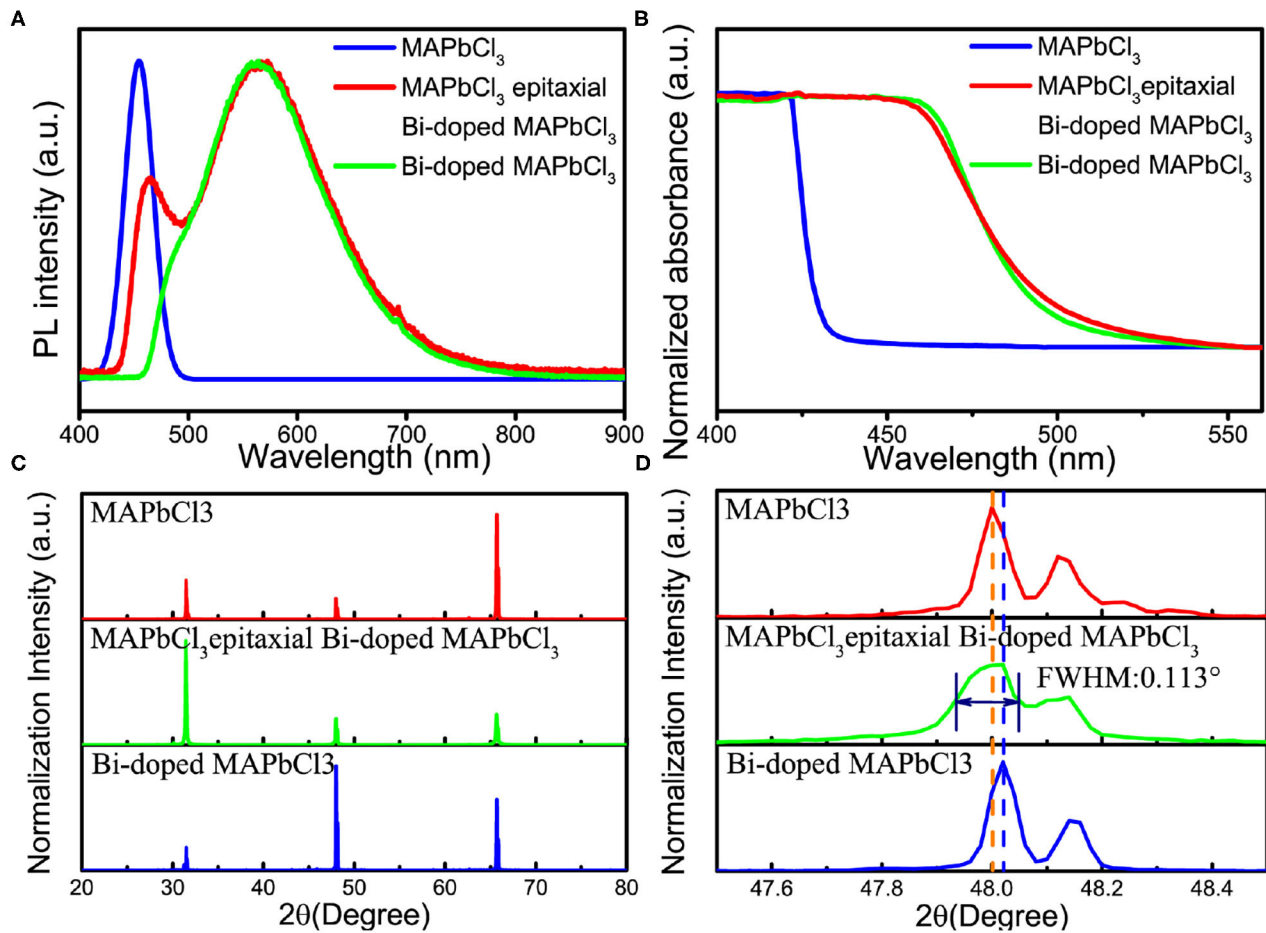 A
MAPbCl₃
MAPbCl₃ epitaxial
Bi-doped MAPbCl₃
Bi-doped MAPbCl₃
PL intensity (a.u.)
400 500 600 700 800 900
Wavelength (nm)
B
MAPbCl₃
MAPbCl₃epitaxial
Bi-doped MAPbCl₃
Bi-doped MAPbCl₃
Normalized absorbance (a.u.)
400 450 500 550
Wavelength (nm)
C
MAPbCl3
MAPbCl₃epitaxial Bi-doped MAPbCl₃
Bi-doped MAPbCl3
Normalization Intensity (a.u.)
20 30 40 50 60 70 80
2θ(Degree)
D
MAPbCl3
MAPbCl₃epitaxial Bi-doped MAPbCl₃
FWHM:0.113°
Bi-doped MAPbCl3
Normalization Intensity (a.u.)
47.6 47.8 48.0 48.2 48.4
2θ(Degree)